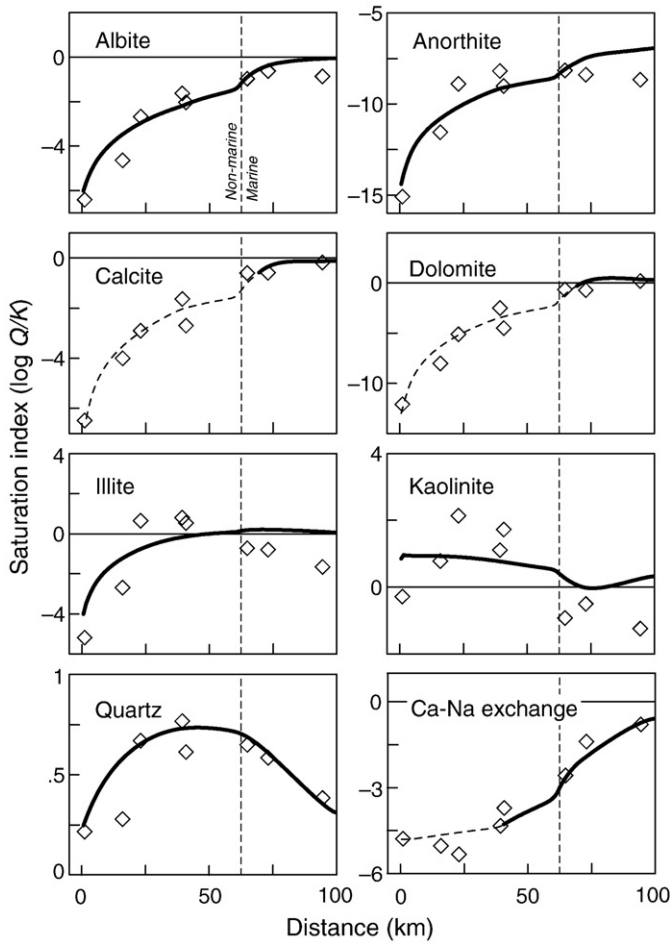 Saturation index (log Q/K)
Albite
0
−4
Non-marine
Marine
Anorthite
−5
−10
−15
Calcite
0
−4
Dolomite
0
−10
Illite
4
0
−4
Kaolinite
4
0
Quartz
1
.5
0
0
50
100
Ca-Na exchange
0
−3
−6
0
50
100
Distance (km)